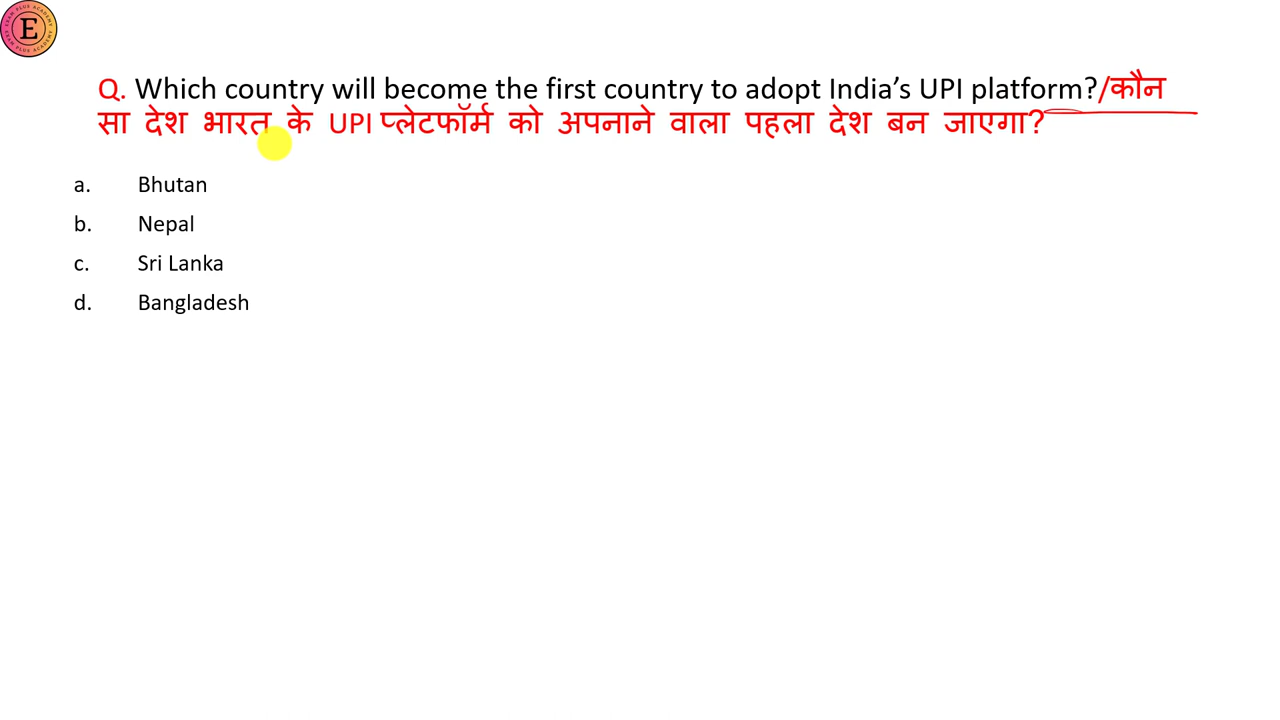 E
Q. Which country will become the first country to adopt India’s UPI platform?/कौन
सा देश भारत के UPI प्लेटफॉर्म को अपनाने वाला पहला देश बन जाएगा?
a. Bhutan
b. Nepal
c. Sri Lanka
d. Bangladesh